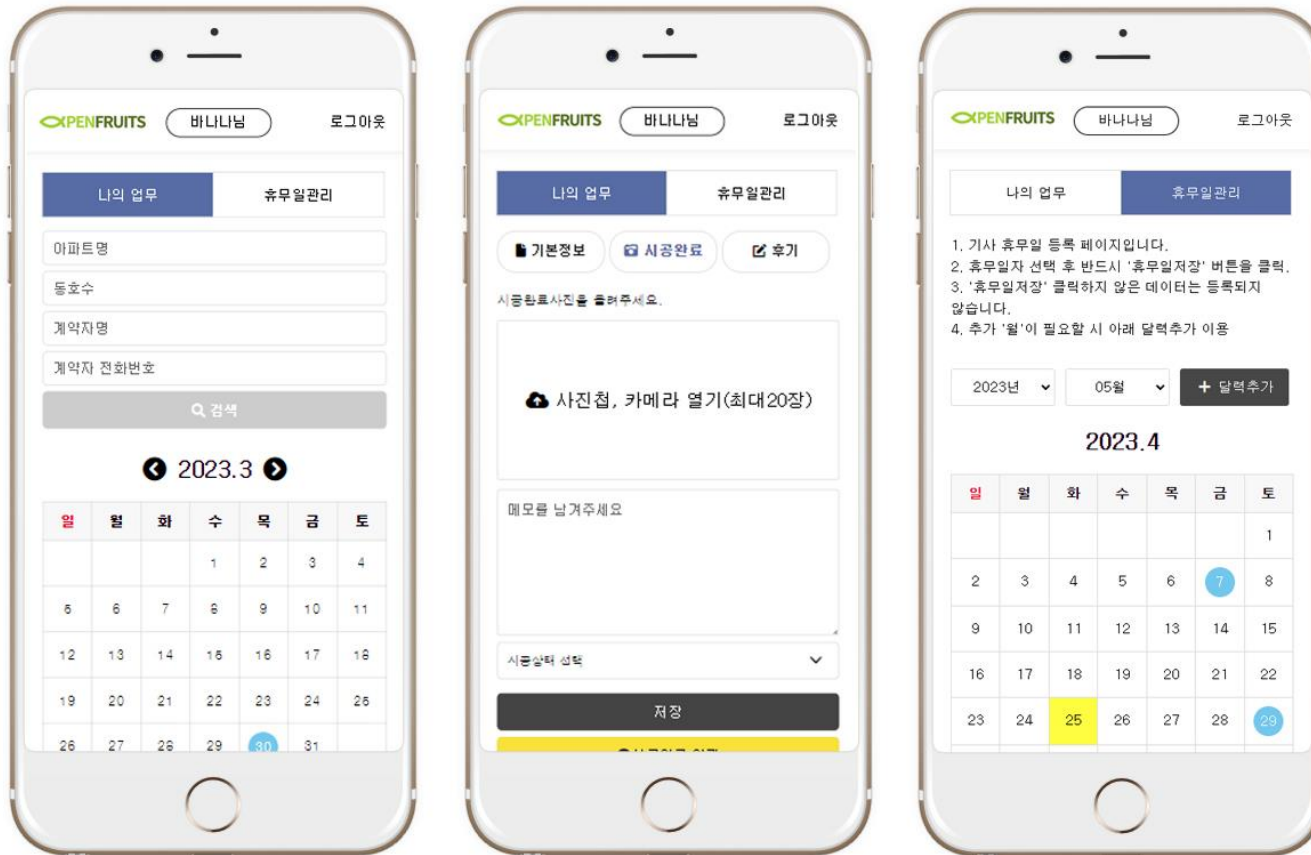 OPENFRUITS
바나나님
로그아웃
나의 업무
휴무일관리
아파트명
동호수
계약자명
계약자 전화번호
검색
2023.3
일 월 화 수 목 금 토
1 2 3 4
5 6 7 8 9 10 11
12 13 14 15 16 17 18
19 20 21 22 23 24 25
26 27 28 29 30 31
OPENFRUITS
바나나님
로그아웃
나의 업무
휴무일관리
기본정보
시공완료
후기
시공완료사진을 올려주세요.
사진첩, 카메라 열기(최대20장)
메모를 남겨주세요
시공상태 선택
저장
OPENFRUITS
바나나님
로그아웃
나의 업무
휴무일관리
1. 기사 휴무일 등록 페이지입니다.
2. 휴무일자 선택 후 반드시 '휴무일저장' 버튼을 클릭.
3. '휴무일저장' 클릭하지 않은 데이터는 등록되지
않습니다.
4. 추가 '월'이 필요할 시 아래 달력추가 이용
2023년
05월
+ 달력추가
2023.4
일 월 화 수 목 금 토
1
2 3 4 5 6 7 8
9 10 11 12 13 14 15
16 17 18 19 20 21 22
23 24 25 26 27 28 29